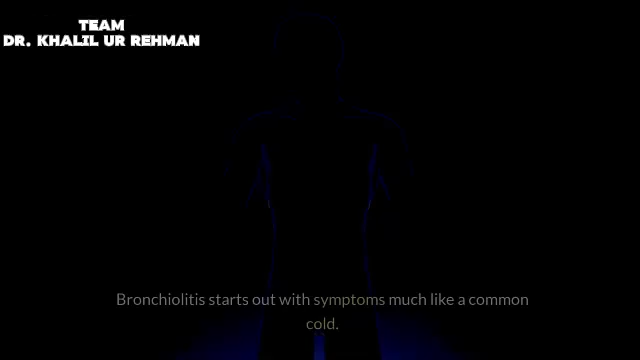 TEAM
DR. KHALIL UR REHMAN
Bronchiolitis starts out with symptoms much like a common
cold.